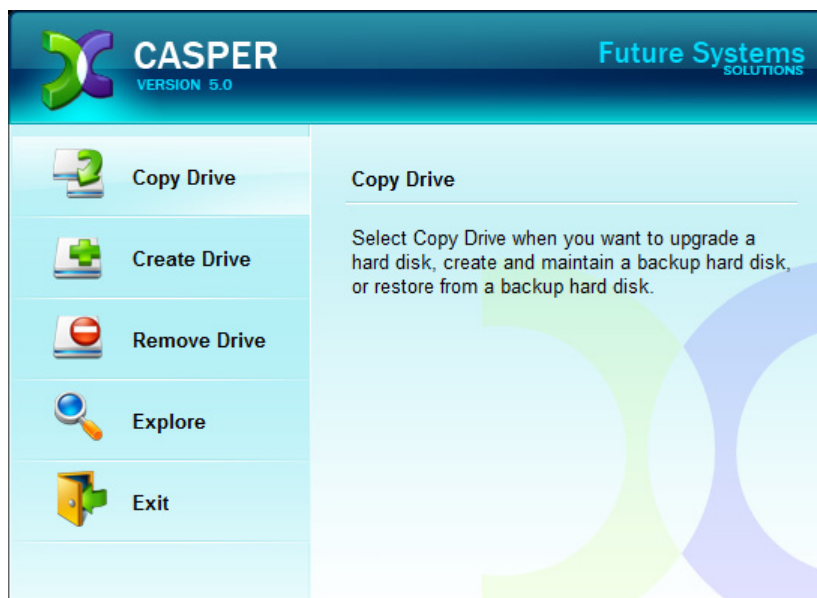 CASPER
VERSION 5.0
Future Systems
SOLUTIONS
Copy Drive
Create Drive
Remove Drive
Explore
Exit
Copy Drive
Select Copy Drive when you want to upgrade a
hard disk, create and maintain a backup hard disk,
or restore from a backup hard disk.